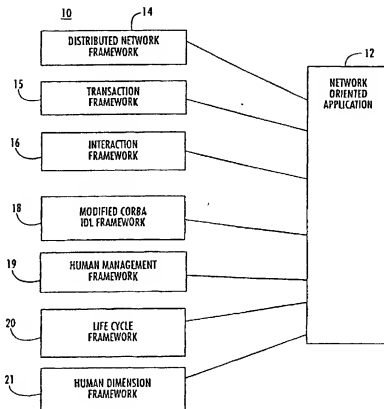 10
14
DISTRIBUTED NETWORK
FRAMEWORK
12
NETWORK
ORIENTED
APPLICATION
15
TRANSACTION
FRAMEWORK
16
INTERACTION
FRAMEWORK
18
MODIFIED CORBA
IDL FRAMEWORK
19
HUMAN MANAGEMENT
FRAMEWORK
20
LIFE CYCLE
FRAMEWORK
21
HUMAN DIMENSION
FRAMEWORK